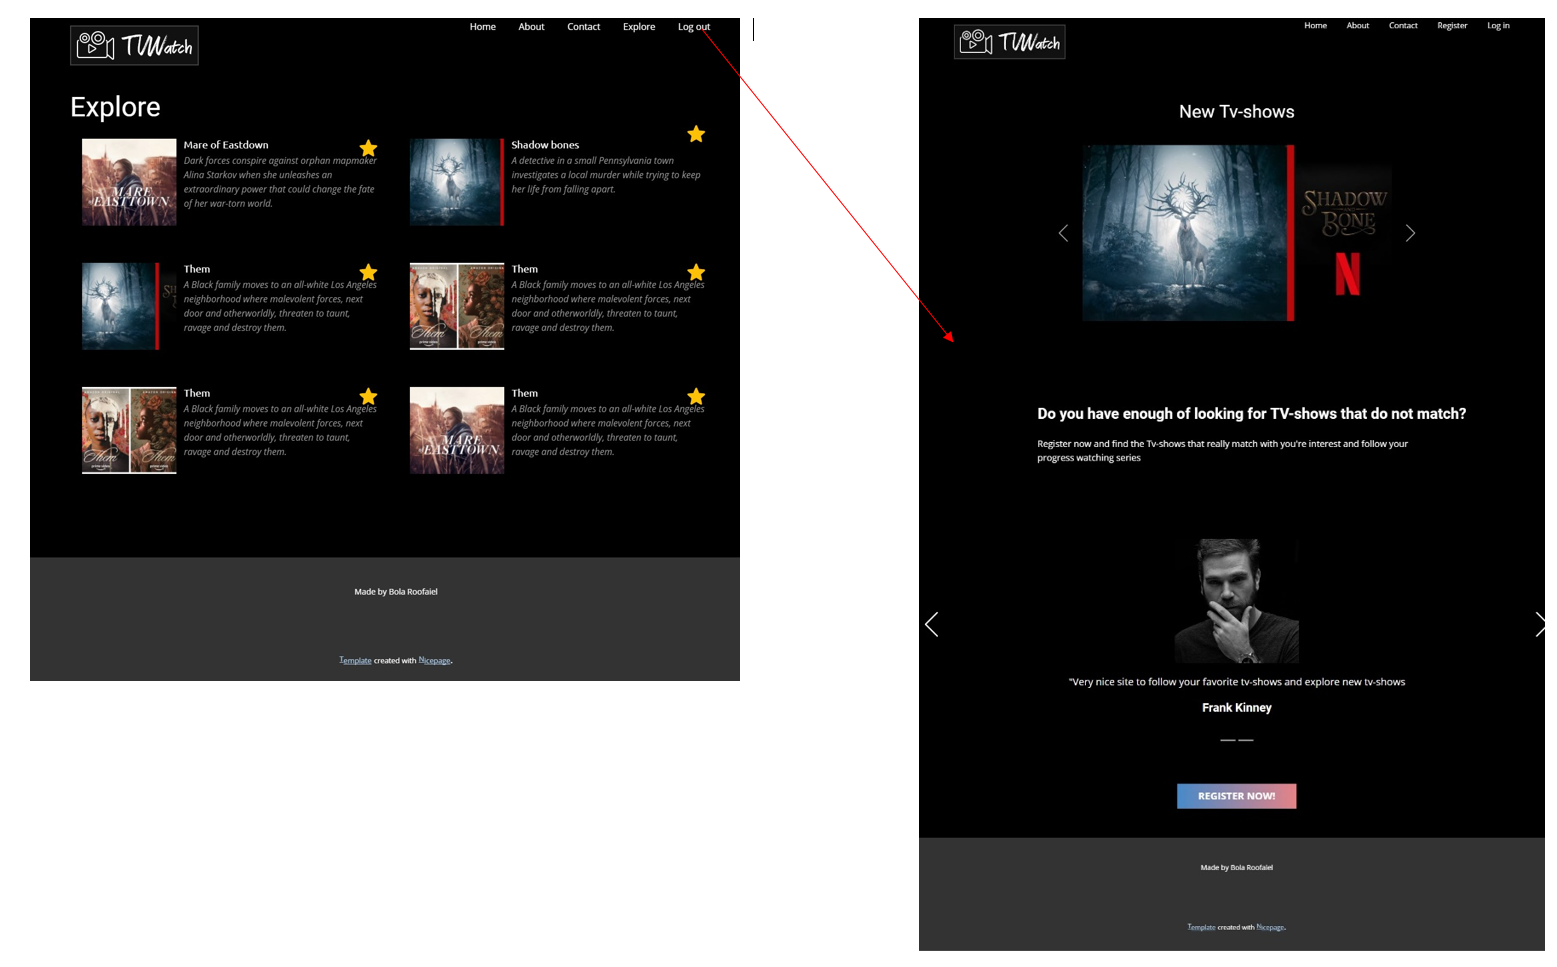 TVWatch
Home About Contact Explore Log out
Explore
Mare of Eastdown
Dark forces conspire against orphan mapmaker
Alina Starkov when she unleashes an
extraordinary power that could change the fate
of her war-torn world.
MARE
EASTTOWN
Shadow bones
A detective in a small Pennsylvania town
investigates a local murder while trying to keep
her life from falling apart.
Them
A Black family moves to an all-white Los Angeles
neighborhood where malevolent forces, next
door and otherworldly, threaten to taunt,
ravage and destroy them.
SH
Them
A Black family moves to an all-white Los Angeles
neighborhood where malevolent forces, next
door and otherworldly, threaten to taunt,
ravage and destroy them.
Them Them
prime video prime video
Them
A Black family moves to an all-white Los Angeles
neighborhood where malevolent forces, next
door and otherworldly, threaten to taunt,
ravage and destroy them.
Them Them
prime video prime video
Them
A Black family moves to an all-white Los Angeles
neighborhood where malevolent forces, next
door and otherworldly, threaten to taunt,
ravage and destroy them.
MARE
EASTTOWN
Made by Bola Roofaiel
Template created with Nicepage.
TVWatch
Home About Contact Register Log in
New Tv-shows
SHADOW
AND
BONE
N
Do you have enough of looking for TV-shows that do not match?
Register now and find the Tv-shows that really match with you're interest and follow your
progress watching series
"Very nice site to follow your favorite tv-shows and explore new tv-shows
Frank Kinney
REGISTER NOW!
Made by Bola Roofaiel
Template created with Nicepage.